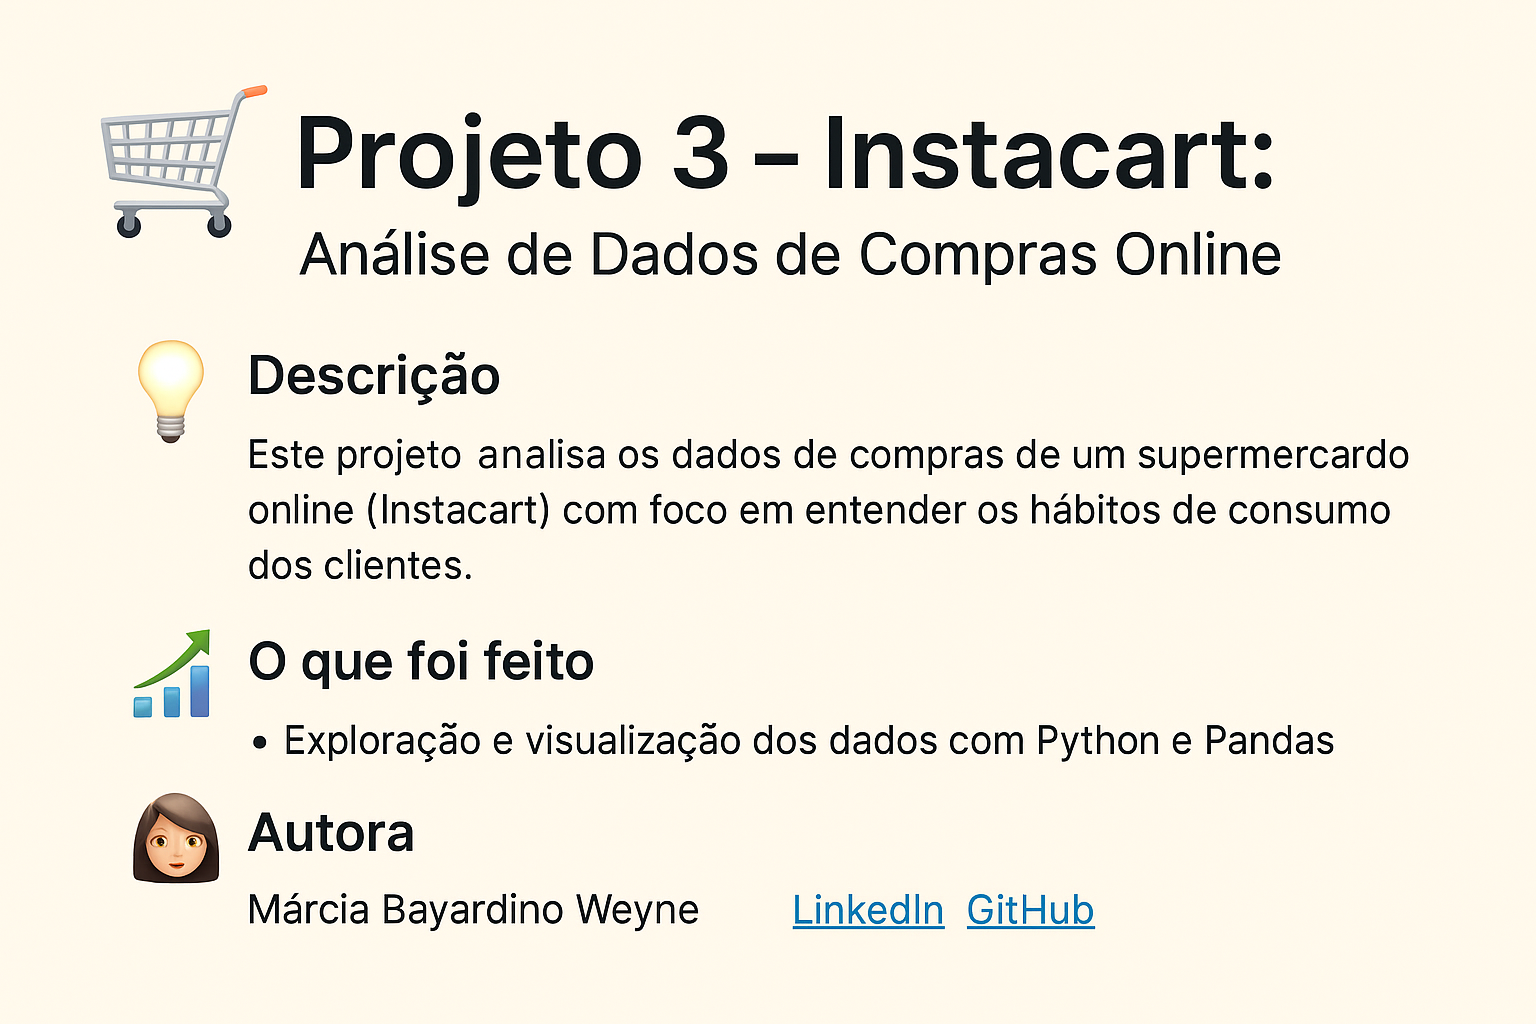 Projeto 3 – Instacart:
Análise de Dados de Compras Online
Descrição
Este projeto analisa os dados de compras de um supermercardo
online (Instacart) com foco em entender os hábitos de consumo
dos clientes.
O que foi feito
• Exploração e visualização dos dados com Python e Pandas
Autora
Márcia Bayardino Weyne LinkedIn GitHub